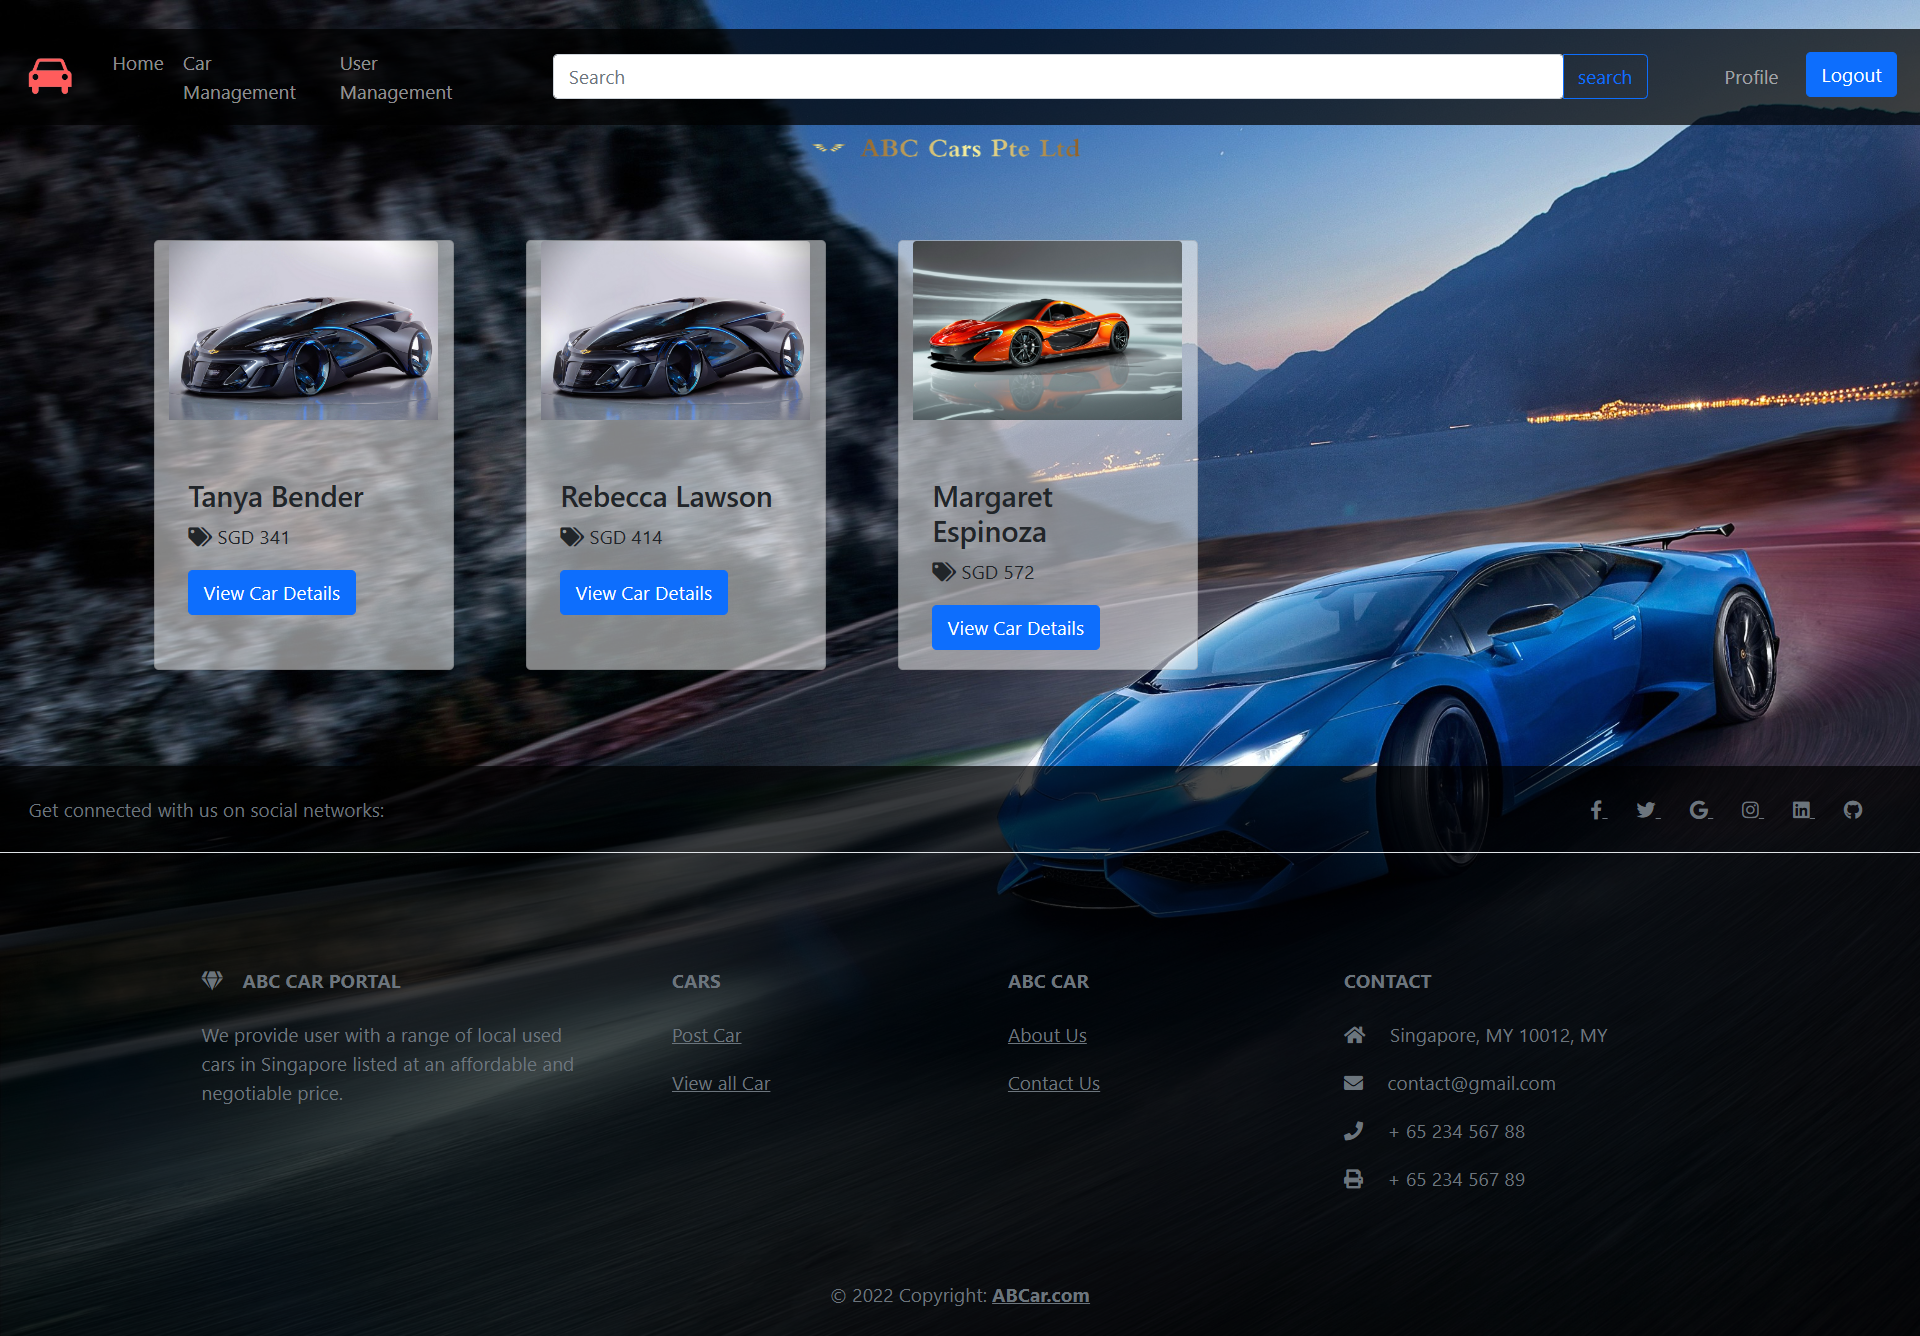 Home
Car Management
User Management
Search
search
Profile
Logout
ABC Cars Pte Ltd
Tanya Bender
SGD 341
View Car Details
Rebecca Lawson
SGD 414
View Car Details
Margaret
Espinoza
SGD 572
View Car Details
Get connected with us on social networks:
ABC CAR PORTAL
We provide user with a range of local used
cars in Singapore listed at an affordable and
negotiable price.
CARS
Post Car
View all Car
ABC CAR
About Us
Contact Us
CONTACT
Singapore, MY 10012, MY
contact@gmail.com
+ 65 234 567 88
+ 65 234 567 89
© 2022 Copyright: ABCar.com